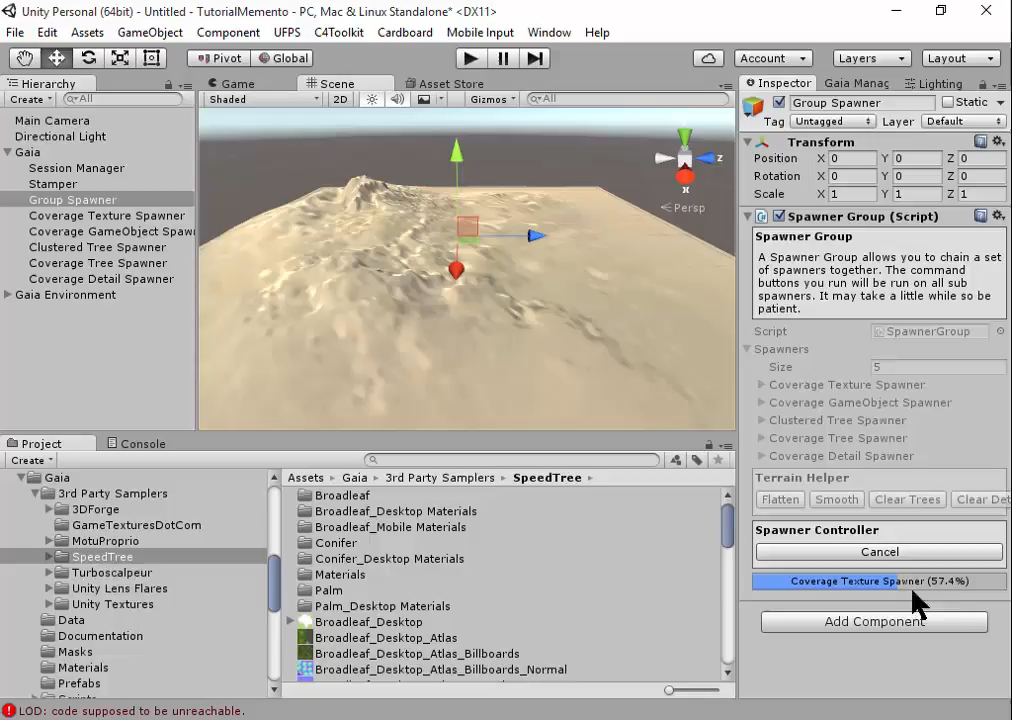 Unity Personal (64bit) - Untitled - TutorialMemento - PC, Mac & Linux Standalone* <DX11>
File Edit Assets GameObject Component UFPS C4Toolkit Cardboard Mobile Input Window Help
Pivot Global Account Layers Layout
Hierarchy
Create All
Main Camera
Directional Light
Gaia
Session Manager
Stamper
Group Spawner
Coverage Texture Spawner
Coverage GameObject Spawn
Clustered Tree Spawner
Coverage Tree Spawner
Coverage Detail Spawner
Gaia Environment
Game Scene Asset Store
Shaded 2D Gizmos All
z
x
Persp
Inspector Gaia Manag Lighting
Group Spawner Static
Tag Untagged Layer Default
Transform
Position X 0 Y 0 Z 0
Rotation X 0 Y 0 Z 0
Scale X 1 Y 1 Z 1
Spawner Group (Script)
Spawner Group
A Spawner Group allows you to chain a
set of spawners together. The command
buttons you run will be run on all sub
spawners. It may take a little while so be
patient.
Script SpawnerGroup
Spawners
Size 5
Coverage Texture Spawner
Coverage GameObject Spawner
Clustered Tree Spawner
Coverage Tree Spawner
Coverage Detail Spawner
Terrain Helper
Flatten Smooth Clear Trees Clear Det
Spawner Controller
Cancel
Coverage Texture Spawner (57.4%)
Add Component
Project Console
Create
Gaia
3rd Party Samplers
3DForge
GameTexturesDotCom
MotuProprio
SpeedTree
Turboscalpeur
Unity Lens Flares
Unity Textures
Data
Documentation
Masks
Materials
Prefabs
Scripts
Assets Gaia 3rd Party Samplers SpeedTree
Broadleaf
Broadleaf_Desktop Materials
Broadleaf_Mobile Materials
Conifer
Conifer_Desktop Materials
Materials
Palm
Palm_Desktop Materials
Broadleaf_Desktop
Broadleaf_Desktop_Atlas
Broadleaf_Desktop_Atlas_Billboards
Broadleaf_Desktop_Atlas_Billboards_Normal
LOD: code supposed to be unreachable.